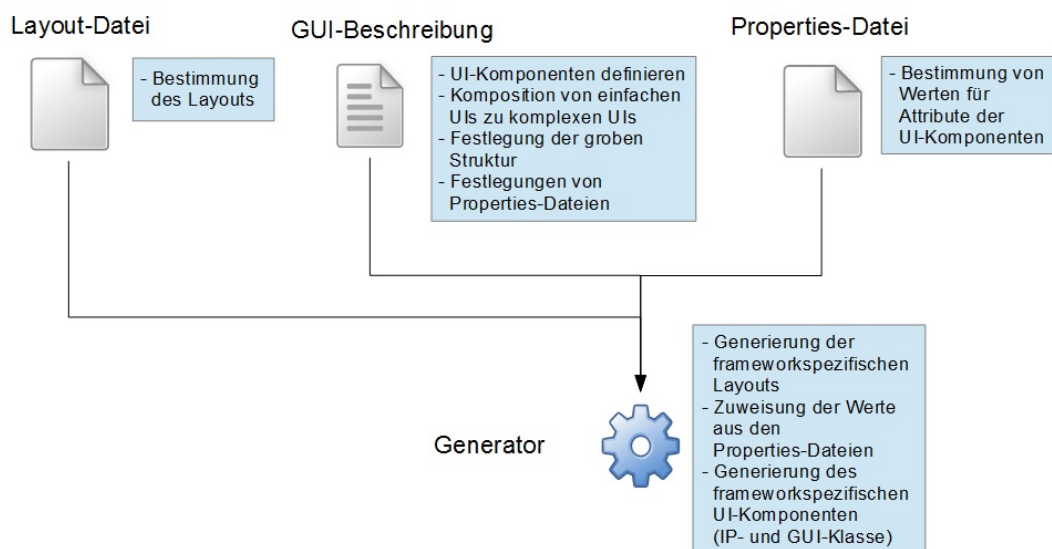 Layout-Datei
- Bestimmung
des Layouts
GUI-Beschreibung
- UI-Komponenten definieren
- Komposition von einfachen
UIs zu komplexen UIs
- Festlegung der groben
Struktur
- Festlegungen von
Properties-Dateien
Properties-Datei
- Bestimmung von
Werten für
Attribute der
UI-Komponenten
Generator
- Generierung der
frameworkspezifischen
Layouts
- Zuweisung der Werte
aus den
Properties-Dateien
- Generierung des
frameworkspezifischen
UI-Komponenten
(IP- und GUI-Klasse)